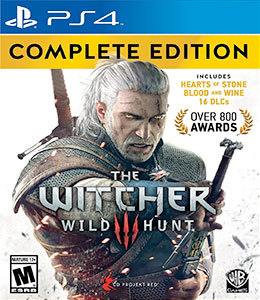 PS4
COMPLETE EDITION
INCLUDES
HEARTS OF STONE
BLOOD AND WINE
16 DLCs
OVER 800
AWARDS
THE
WITCHER
III
WILD HUNT
MATURE 17+
M
ESRB
CD PROJEKT RED
WB
GAMES